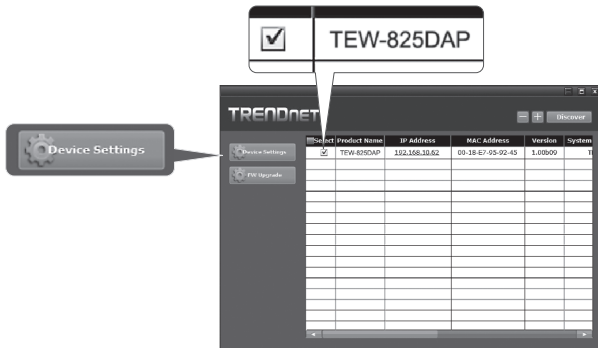 TEW-825DAP
TRENDnet
Discover
Device Settings
Select Product Name IP Address MAC Address Version System
Device Settings
TEW-825DAP 192.168.10.62 00-18-E7-95-92-45 1.00b09
FW Upgrade